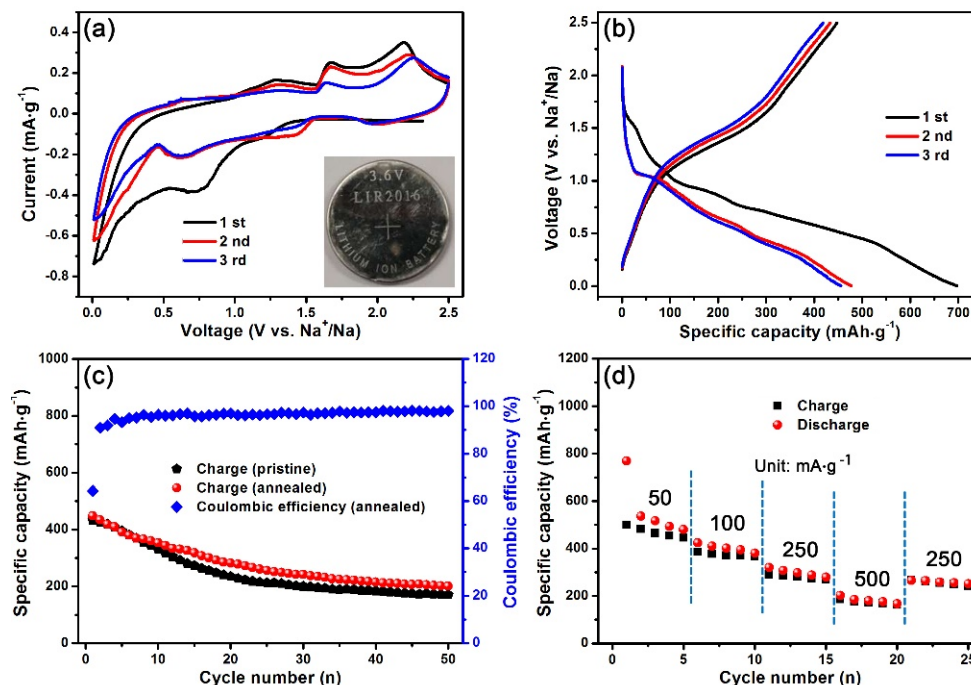 (a)
Current (mA·g⁻¹)
0.4
0.2
0.0
-0.2
-0.4
-0.6
-0.8
1 st
2 nd
3 rd
3.6V
LIR2016
LITHIUM ION BATTERY
0.0 0.5 1.0 1.5 2.0 2.5
Voltage (V vs. Na⁺/Na)
(b)
Voltage (V vs. Na⁺/Na)
2.5
2.0
1.5
1.0
0.5
0.0
1 st
2 nd
3 rd
0 100 200 300 400 500 600 700
Specific capacity (mAh·g⁻¹)
(c)
Specific capacity (mAh·g⁻¹)
1000
800
600
400
200
0
Charge (pristine)
Charge (annealed)
Coulombic efficiency (annealed)
120
100
80
60
40
20
0
Coulombic efficiency (%)
0 10 20 30 40 50
Cycle number (n)
(d)
Specific capacity (mAh·g⁻¹)
1200
1000
800
600
400
200
0
Charge
Discharge
Unit: mA·g⁻¹
50
100
250
500
250
0 5 10 15 20 25
Cycle number (n)